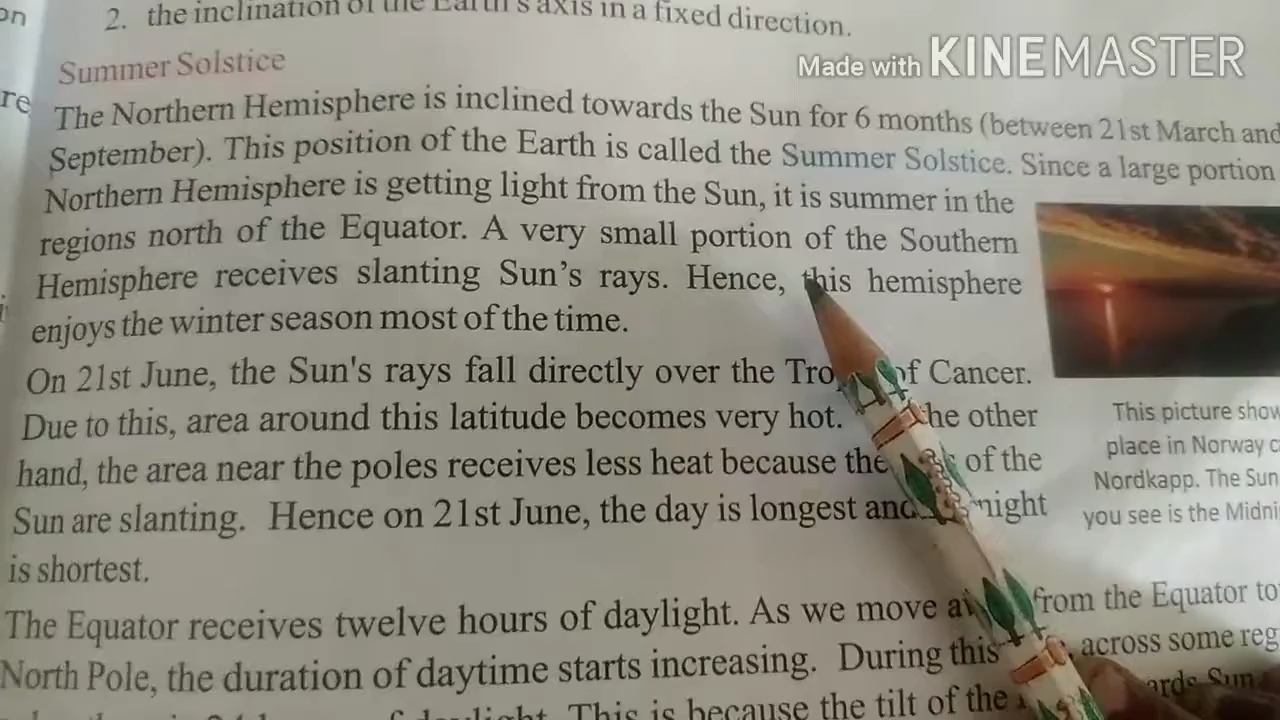 on
2. the inclination of the Earth's axis in a fixed direction.
Made with KINEMASTER
Summer Solstice
re
The Northern Hemisphere is inclined towards the Sun for 6 months (between 21st March and
September). This position of the Earth is called the Summer Solstice. Since a large portion
Northern Hemisphere is getting light from the Sun, it is summer in the
regions north of the Equator. A very small portion of the Southern
Hemisphere receives slanting Sun's rays. Hence, this hemisphere
enjoys the winter season most of the time.
On 21st June, the Sun's rays fall directly over the of Cancer.
Due to this, area around this latitude becomes very hot. other
hand, the area near the poles receives less heat because the of the
Sun are slanting. Hence on 21st June, the day is longest and night
is shortest.
The Equator receives twelve hours of daylight. As we move from the Equator to
North Pole, the duration of daytime starts increasing. During this across some
of daylight. This is because the tilt of the Sun
This picture
place in Norway
Nordkapp. The Sun
you see is the